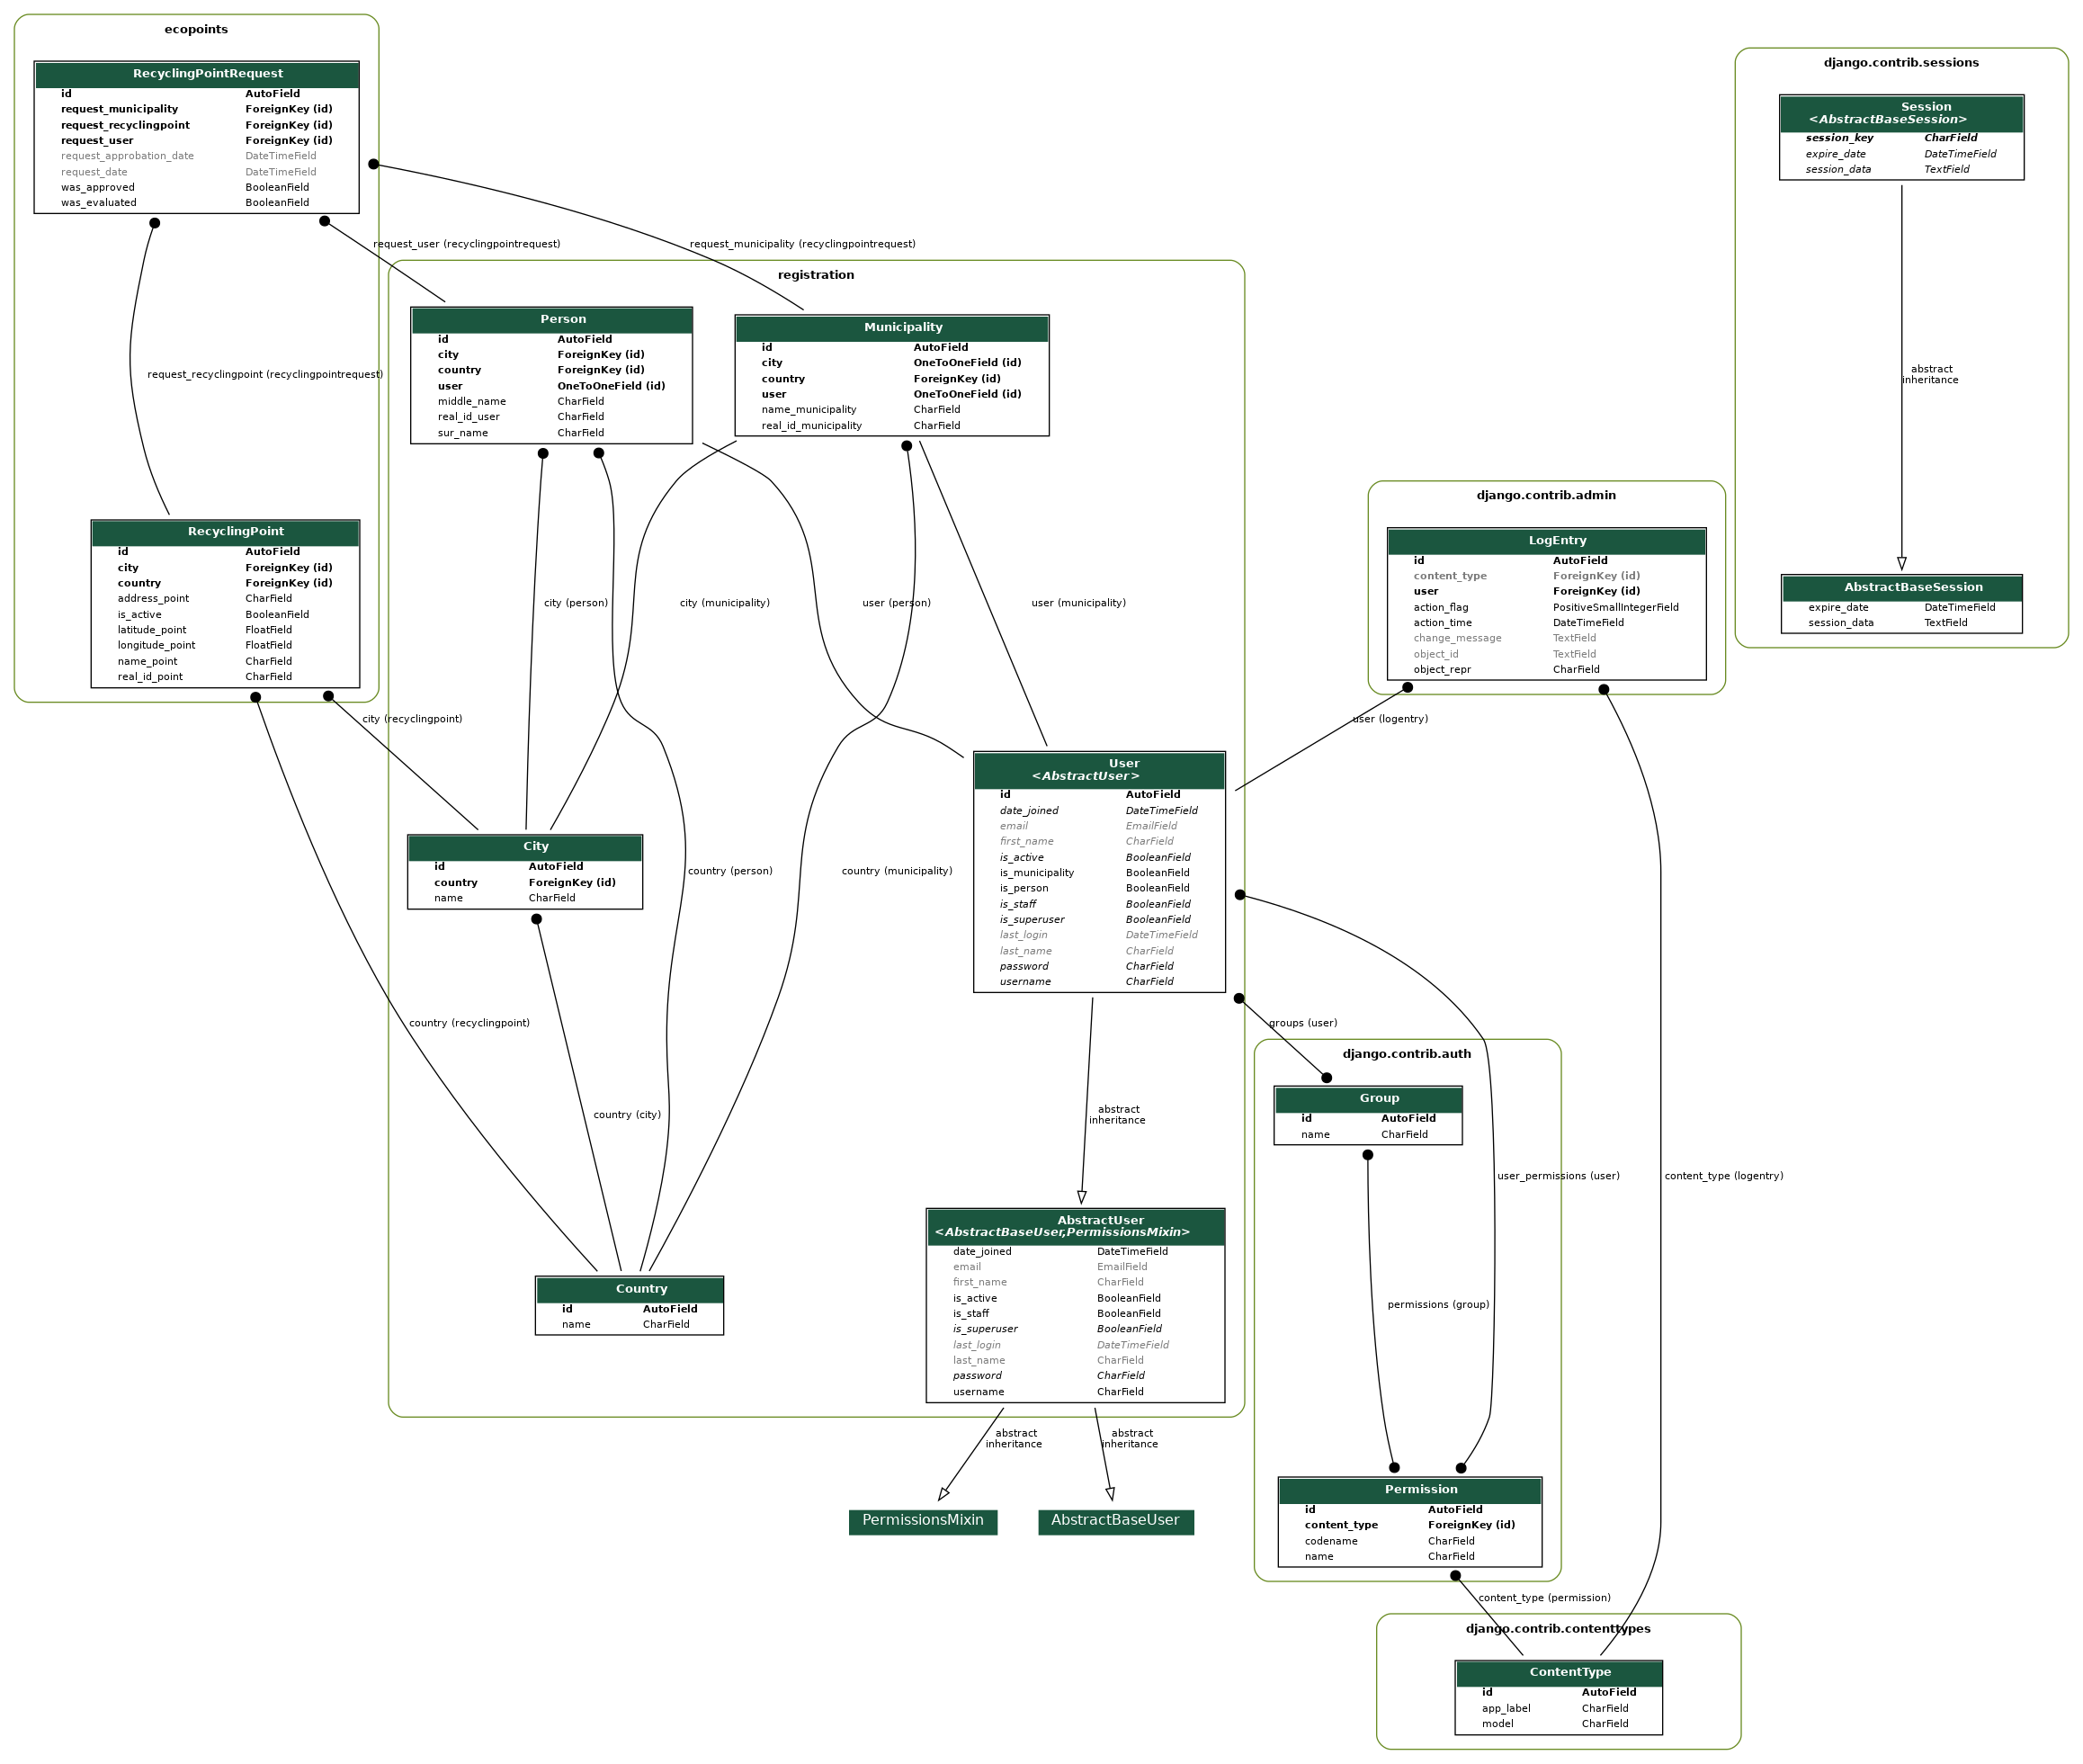 ecopoints
RecyclingPointRequest
id AutoField
request_municipality ForeignKey (id)
request_recyclingpoint ForeignKey (id)
request_user ForeignKey (id)
request_approbation_date DateTimeField
request_date DateTimeField
was_approved BooleanField
was_evaluated BooleanField
request_user (recyclingpointrequest)
request_municipality (recyclingpointrequest)
request_recyclingpoint (recyclingpointrequest)
RecyclingPoint
id AutoField
city ForeignKey (id)
country ForeignKey (id)
address_point CharField
is_active BooleanField
latitude_point FloatField
longitude_point FloatField
name_point CharField
real_id_point CharField
city (recyclingpoint)
country (recyclingpoint)
registration
Person
id AutoField
city ForeignKey (id)
country ForeignKey (id)
user OneToOneField (id)
middle_name CharField
real_id_user CharField
sur_name CharField
Municipality
id AutoField
city OneToOneField (id)
country ForeignKey (id)
user OneToOneField (id)
name_municipality CharField
real_id_municipality CharField
city (person)
city (municipality)
user (person)
user (municipality)
City
id AutoField
country ForeignKey (id)
name CharField
country (person)
country (municipality)
country (city)
Country
id AutoField
name CharField
User
<AbstractUser>
id AutoField
date_joined DateTimeField
email EmailField
first_name CharField
is_active BooleanField
is_municipality BooleanField
is_person BooleanField
is_staff BooleanField
is_superuser BooleanField
last_login DateTimeField
last_name CharField
password CharField
username CharField
abstract
inheritance
AbstractUser
<AbstractBaseUser,PermissionsMixin>
date_joined DateTimeField
email EmailField
first_name CharField
is_active BooleanField
is_staff BooleanField
is_superuser BooleanField
last_login DateTimeField
last_name CharField
password CharField
username CharField
abstract
inheritance
abstract
inheritance
PermissionsMixin
AbstractBaseUser
django.contrib.admin
LogEntry
id AutoField
content_type ForeignKey (id)
user ForeignKey (id)
action_flag PositiveSmallIntegerField
action_time DateTimeField
change_message TextField
object_id TextField
object_repr CharField
user (logentry)
groups (user)
user_permissions (user)
content_type (logentry)
django.contrib.auth
Group
id AutoField
name CharField
permissions (group)
Permission
id AutoField
content_type ForeignKey (id)
codename CharField
name CharField
content_type (permission)
django.contrib.contenttypes
ContentType
id AutoField
app_label CharField
model CharField
django.contrib.sessions
Session
<AbstractBaseSession>
session_key CharField
expire_date DateTimeField
session_data TextField
abstract
inheritance
AbstractBaseSession
expire_date DateTimeField
session_data TextField